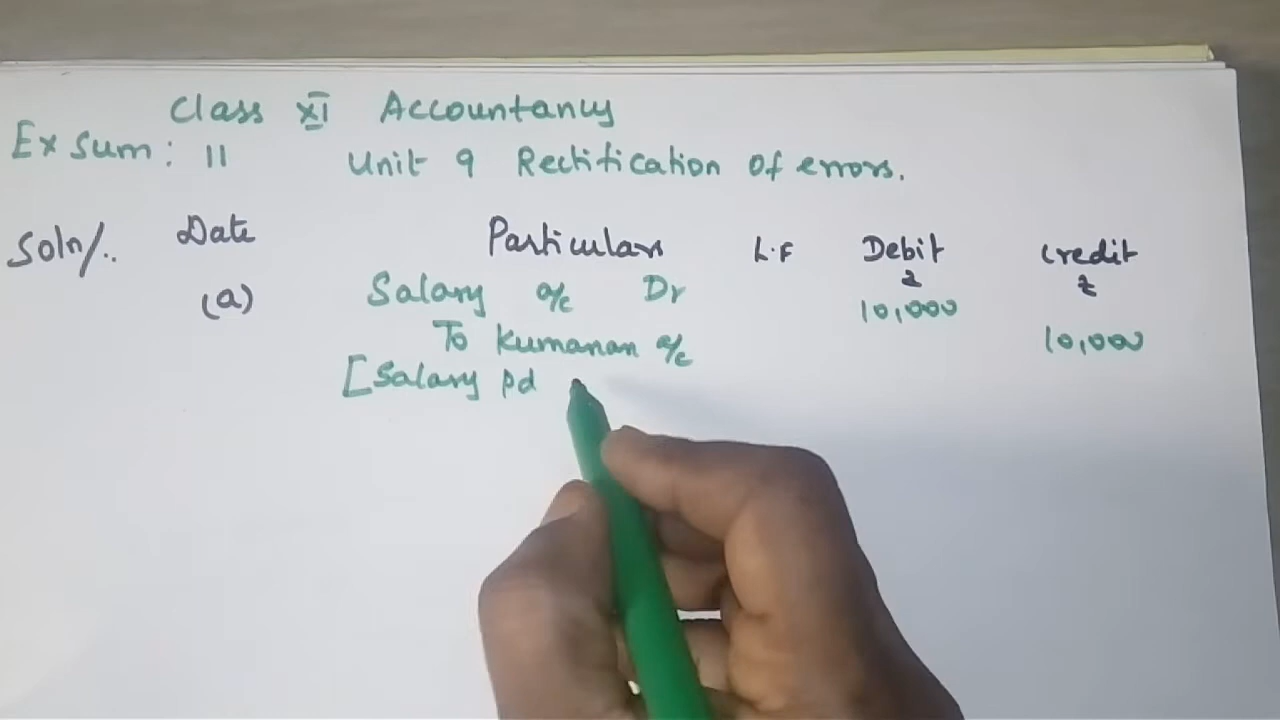 Class XI Accountancy
Ex sum: 11 Unit 9 Rectification of errors.
Soln/.. Date Particulars L.F Debit ₹ Credit ₹
(a) Salary a/c Dr 10,000
To Kumanan a/c 10,000
[Salary pd